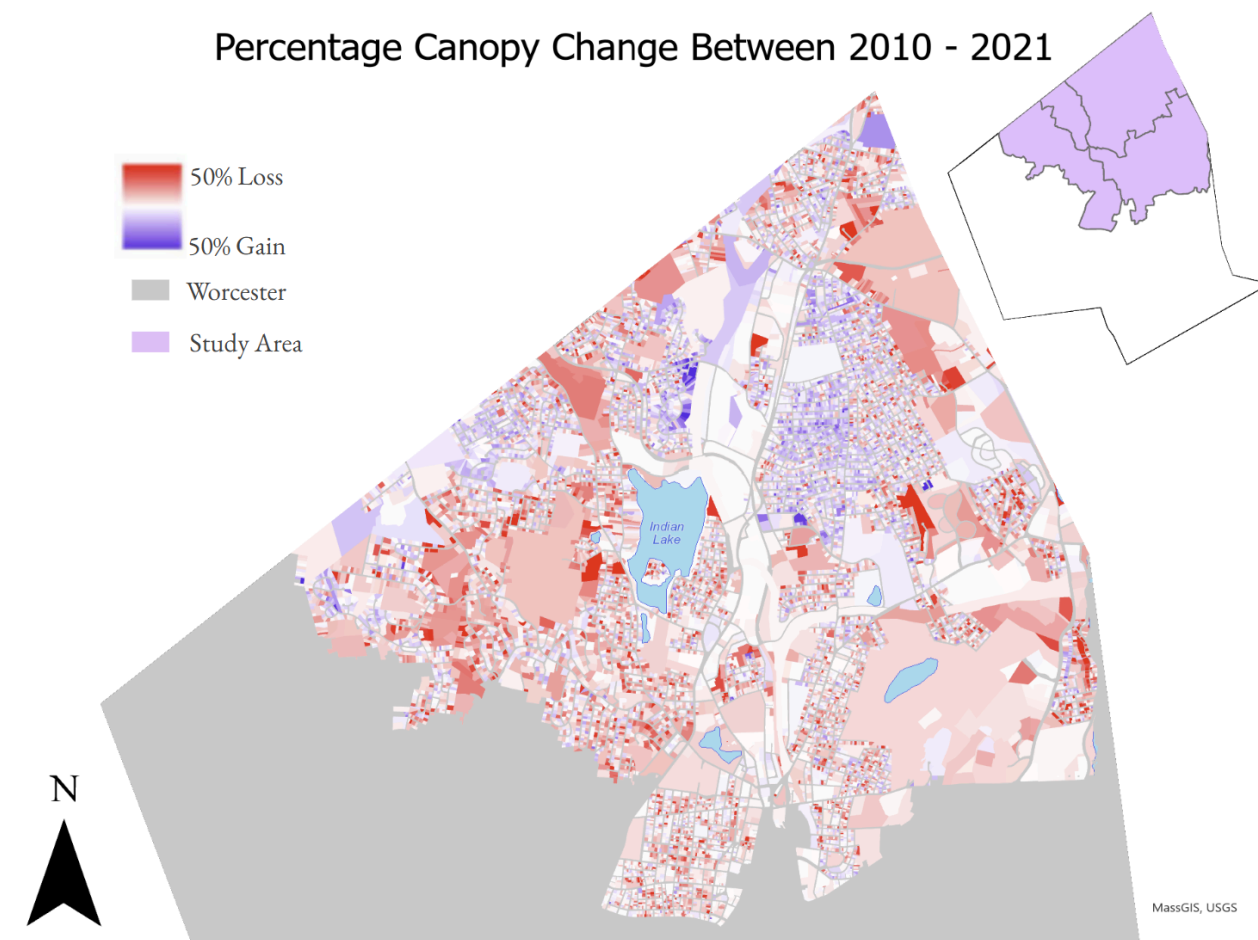 Percentage Canopy Change Between 2010 - 2021
50% Loss
50% Gain
Worcester
Study Area
Indian
Lake
N
MassGIS, USGS